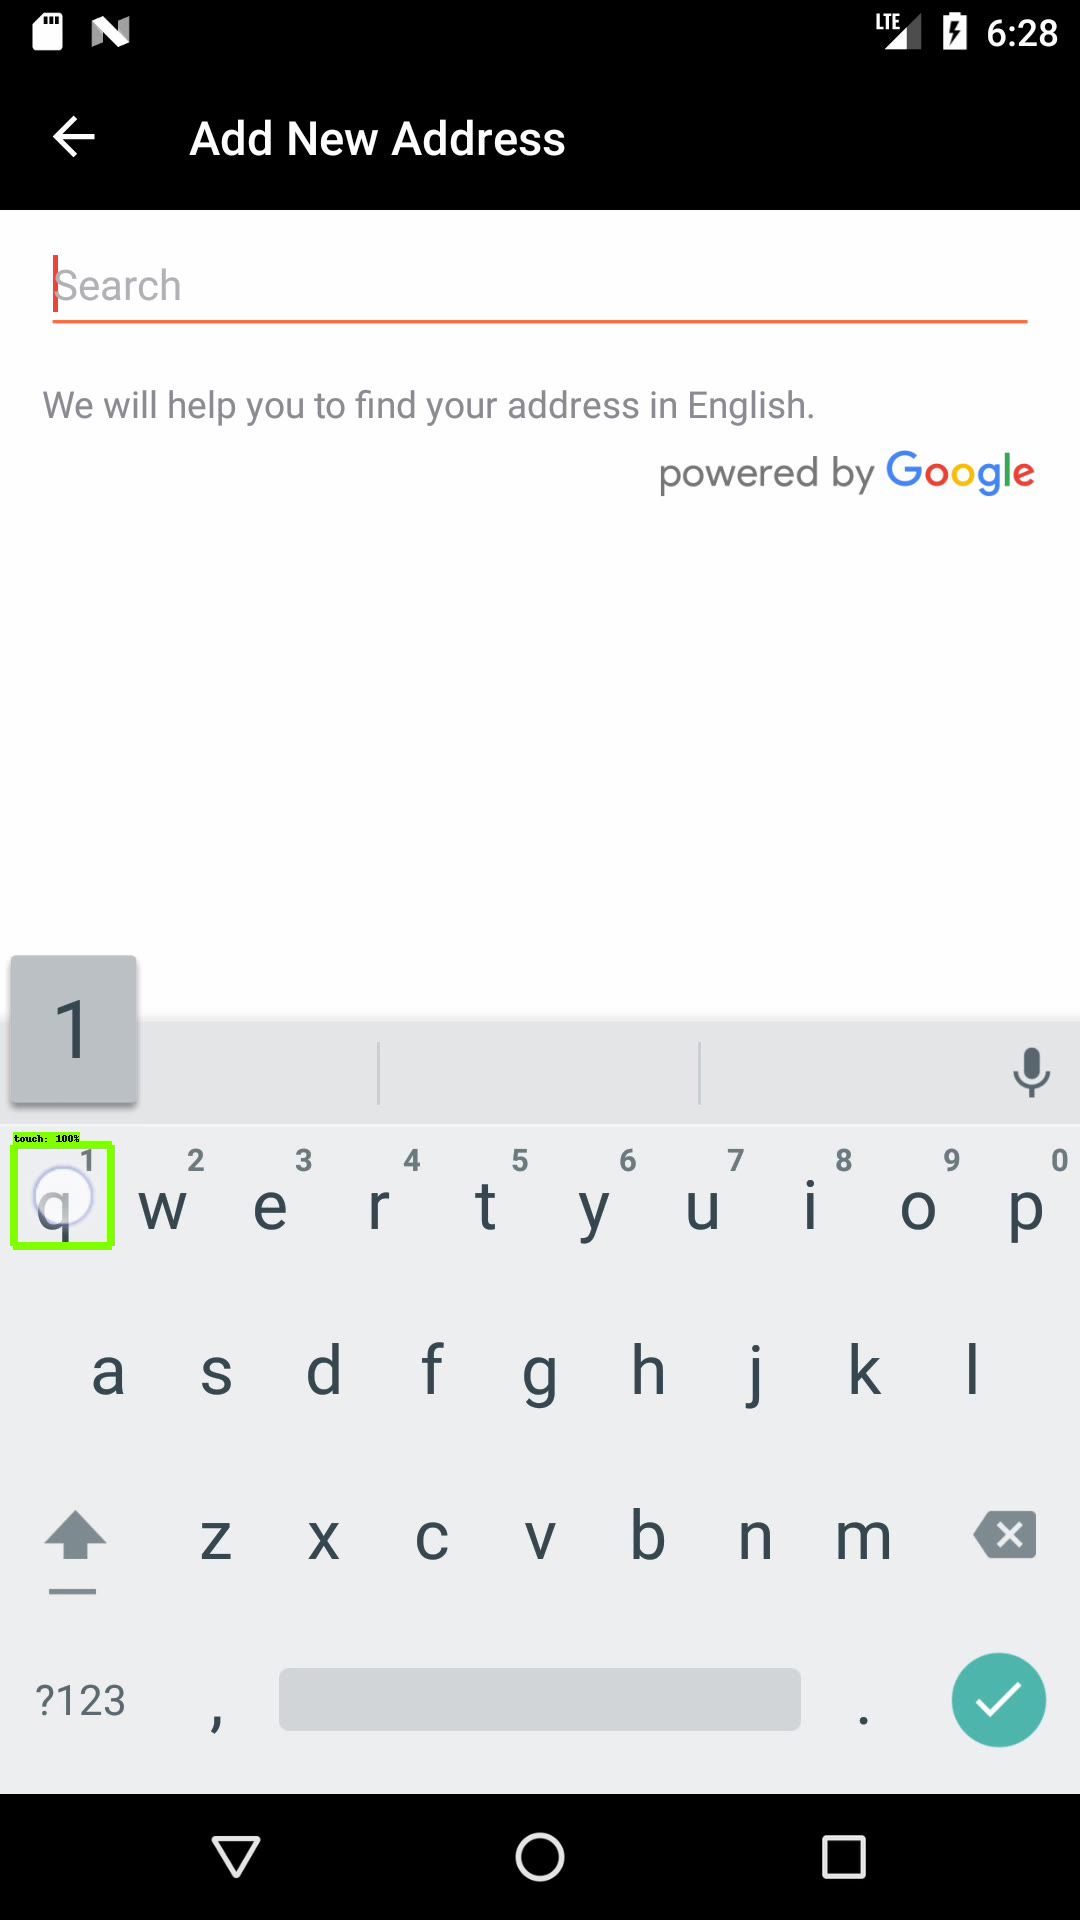 LTE 6:28
Add New Address
Search
We will help you to find your address in English.
powered by Google
1
touch: 100%
1 2 3 4 5 6 7 8 9 0
q w e r t y u i o p
a s d f g h j k l
z x c v b n m
?123 , .